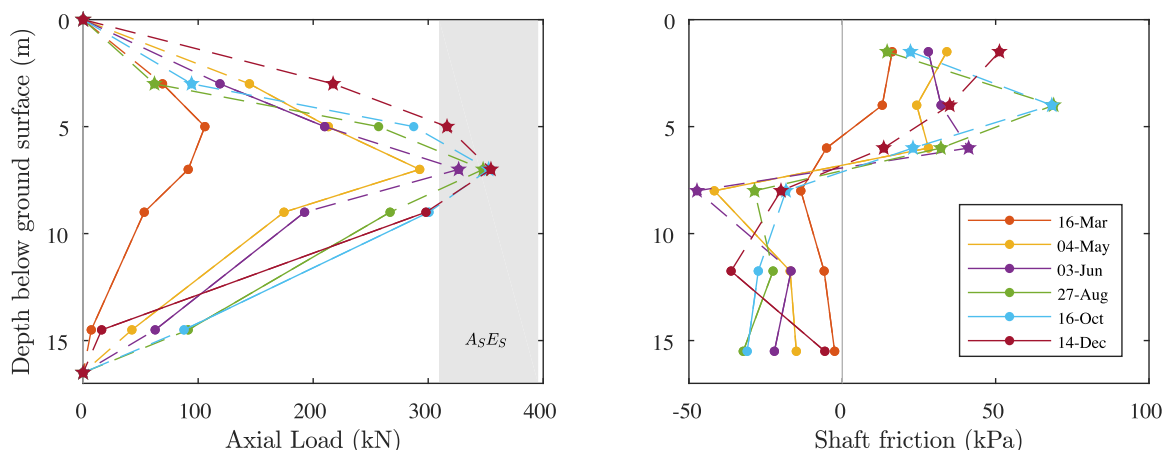 Depth below ground surface (m)
0
5
10
15
0
100
200
300
400
Axial Load (kN)
A_S E_S
0
5
10
15
-50
0
50
100
Shaft friction (kPa)
16-Mar
04-May
03-Jun
27-Aug
16-Oct
14-Dec